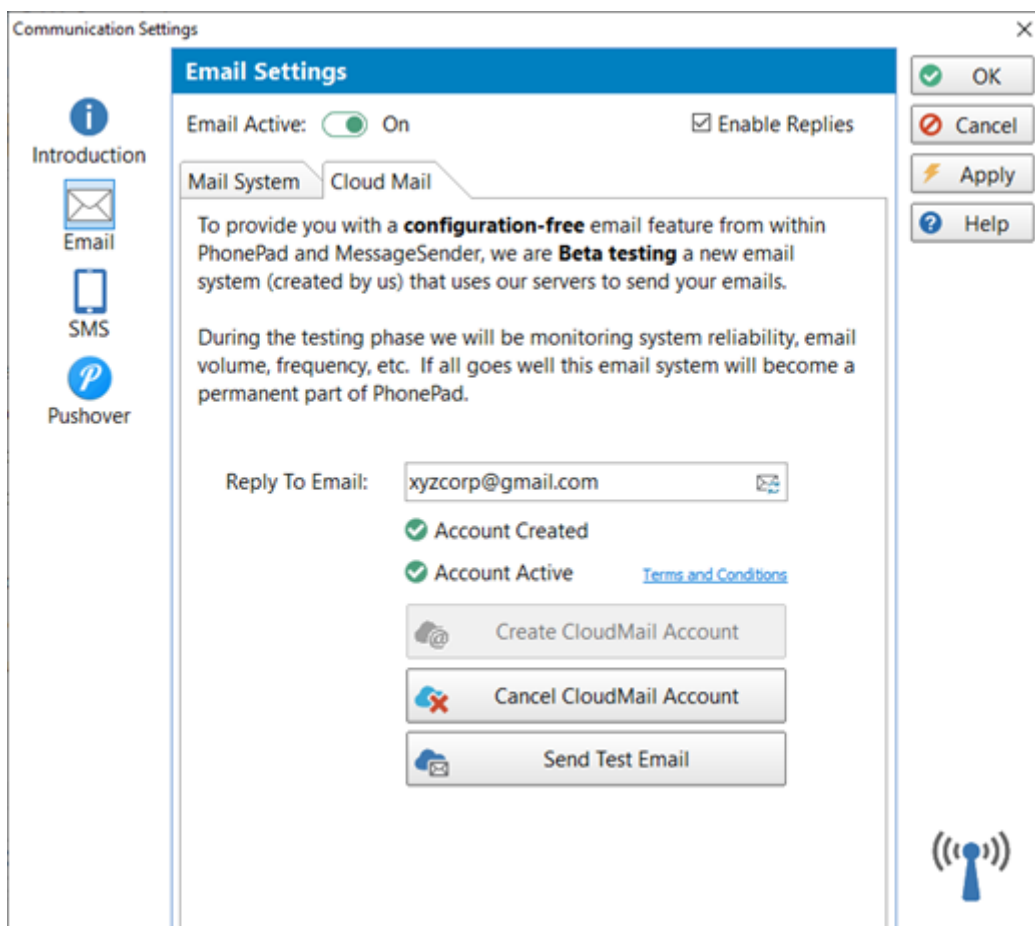 Communication Settings
Email Settings
Email Active: On
Enable Replies
Introduction
Email
SMS
Pushover
Mail System
Cloud Mail
To provide you with a configuration-free email feature from within
PhonePad and MessageSender, we are Beta testing a new email
system (created by us) that uses our servers to send your emails.
During the testing phase we will be monitoring system reliability, email
volume, frequency, etc. If all goes well this email system will become a
permanent part of PhonePad.
Reply To Email: xyzcorp@gmail.com
Account Created
Account Active
Terms and Conditions
Create CloudMail Account
Cancel CloudMail Account
Send Test Email
OK
Cancel
Apply
Help